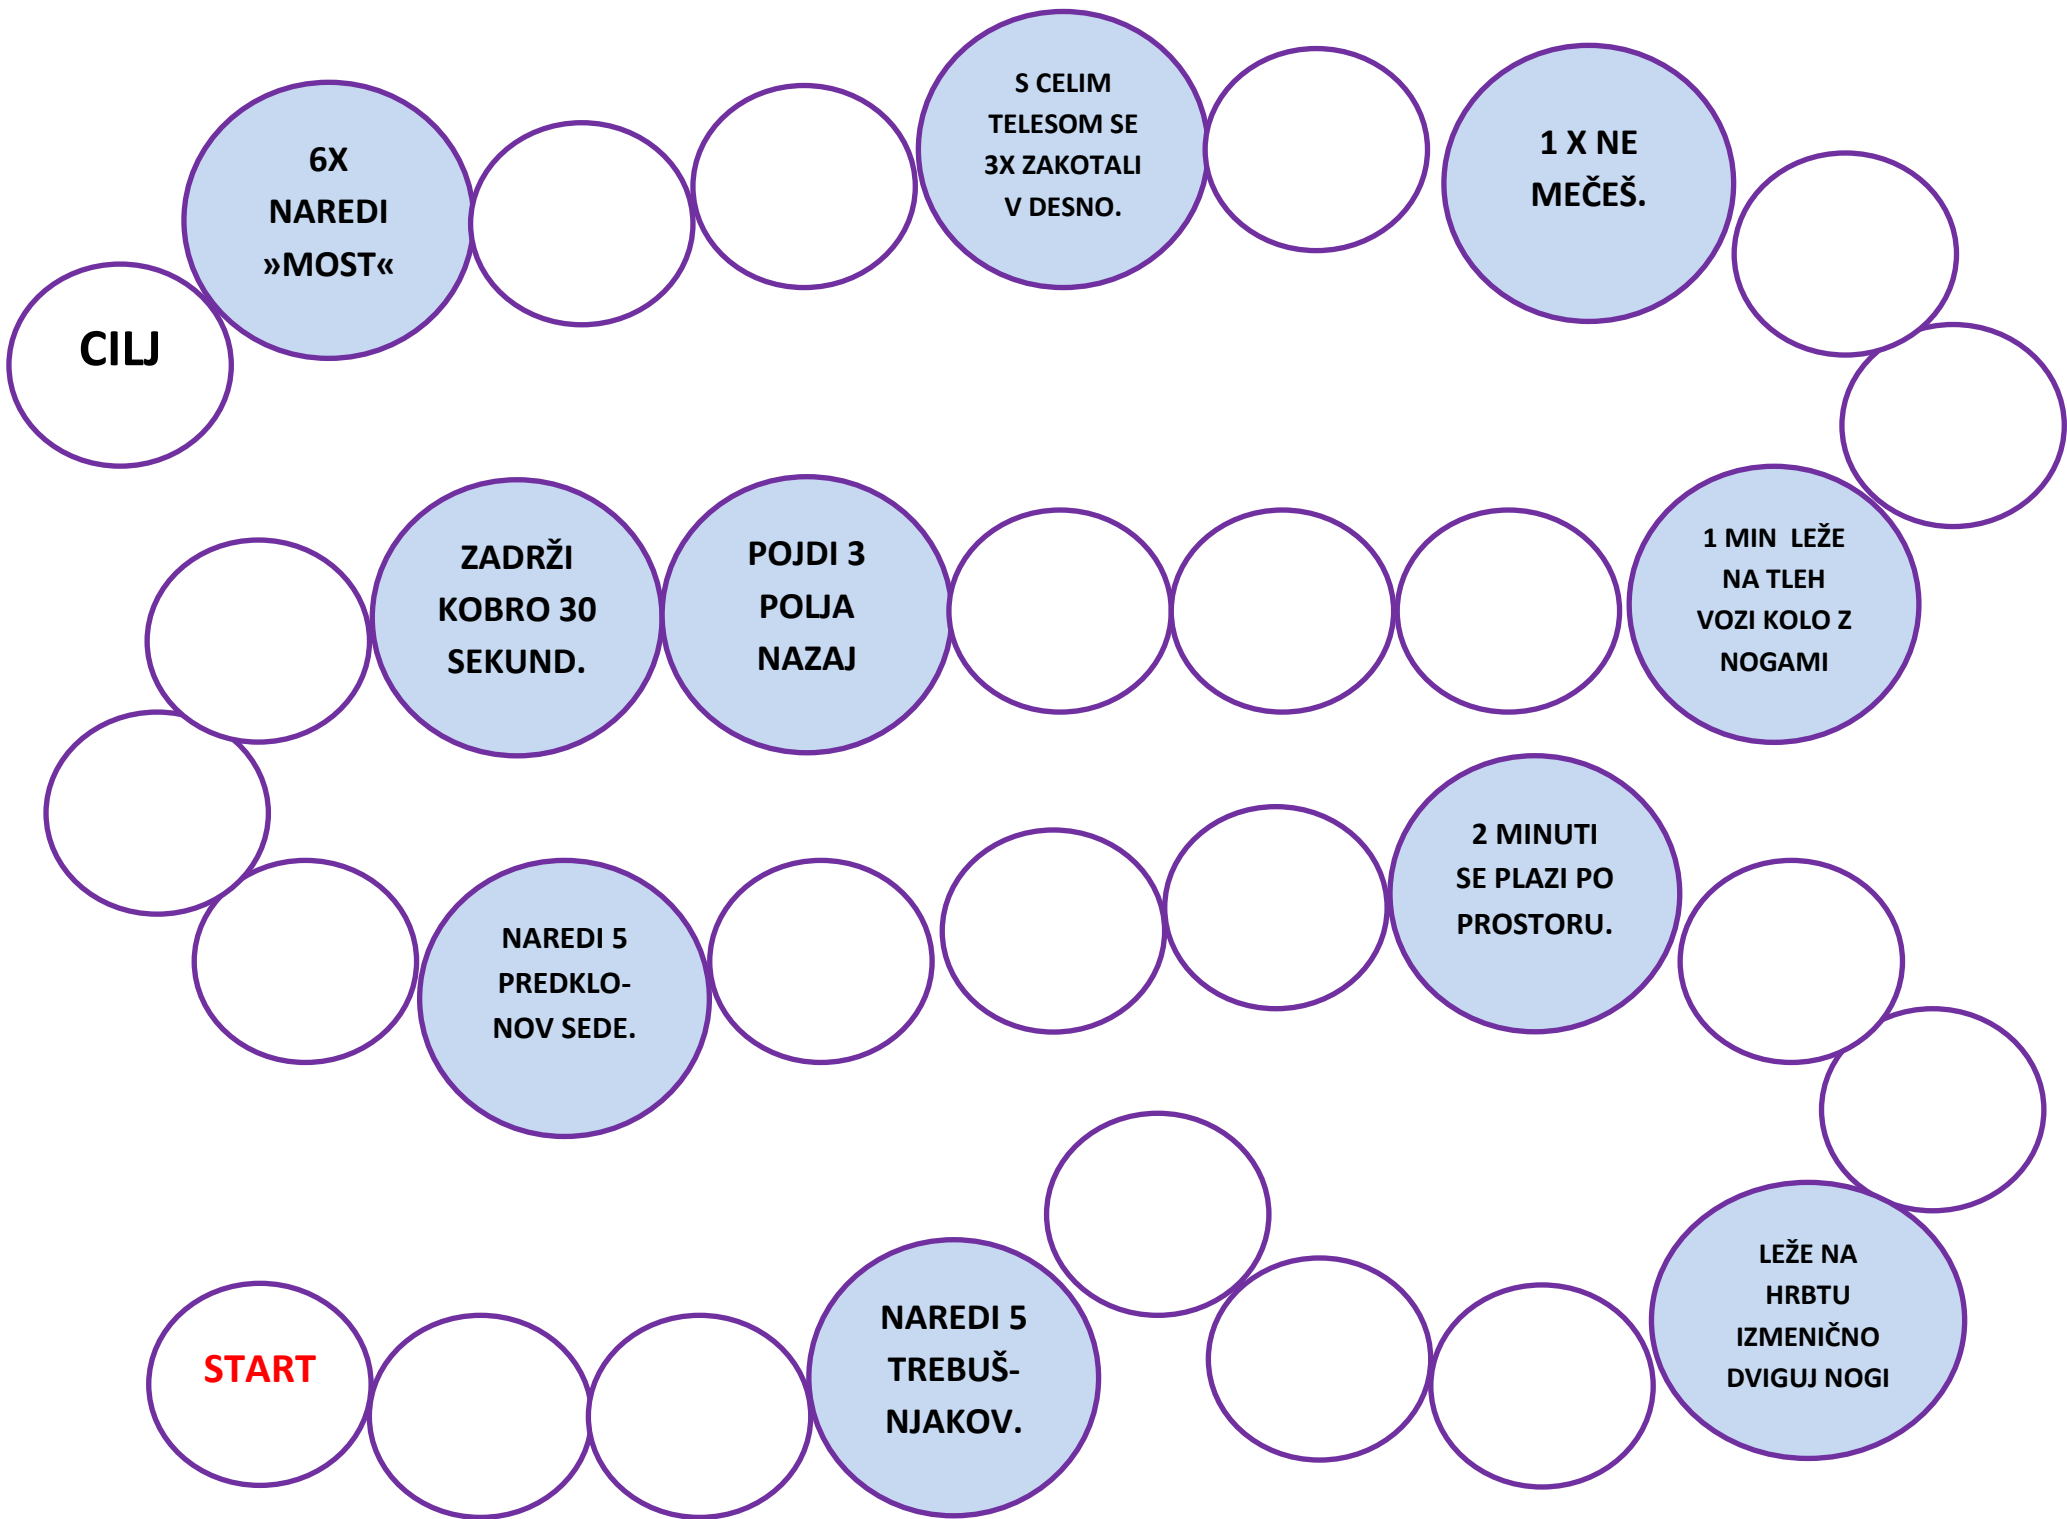 S CELIM
TELESOM SE
3X ZAKOTALI
V DESNO.
1 X NE
MEČEŠ.
6X
NAREDI
»MOST«
CILJ
ZADRŽI
KOBRO 30
SEKUND.
POJDI 3
POLJA
NAZAJ
1 MIN  LEŽE
NA TLEH
VOZI KOLO Z
NOGAMI
2 MINUTI
SE PLAZI PO
PROSTORU.
NAREDI 5
PREDKLO-
NOV SEDE.
LEŽE NA
HRBTU
IZMENIČNO
DVIGUJ NOGI
NAREDI 5
TREBUŠ-
NJAKOV.
START